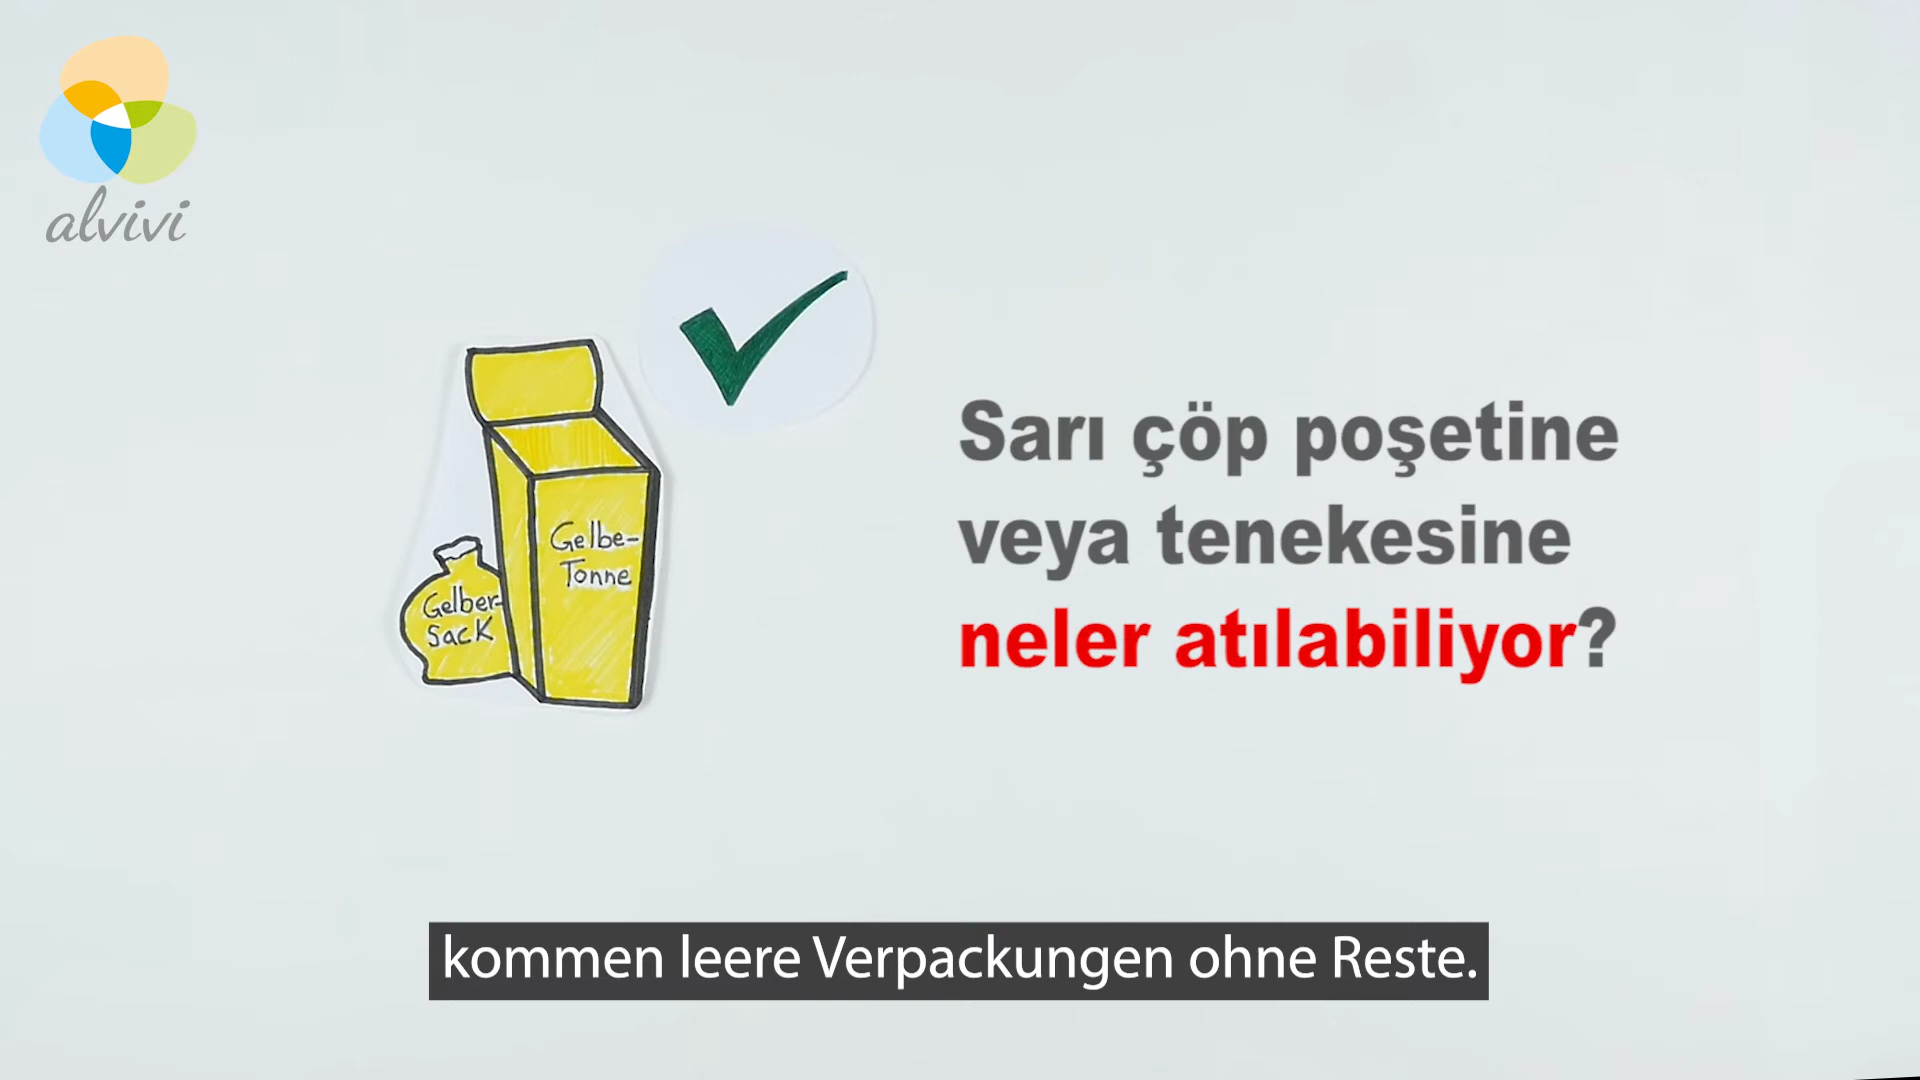 alvivi
Gelbe-
Tonne
Gelber-
Sack
Sarı çöp poşetine
veya tenekesine
neler atılabiliyor?
kommen leere Verpackungen ohne Reste.